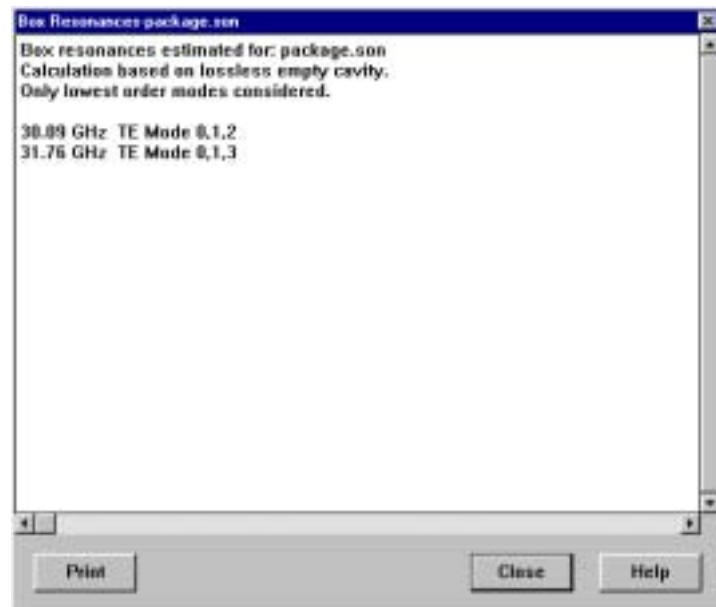 Box Resonances-package.son
Box resonances estimated for: package.son
Calculation based on lossless empty cavity.
Only lowest order modes considered.
30.09 GHz TE Mode 0,1,2
31.76 GHz TE Mode 0,1,3
Print
Close
Help